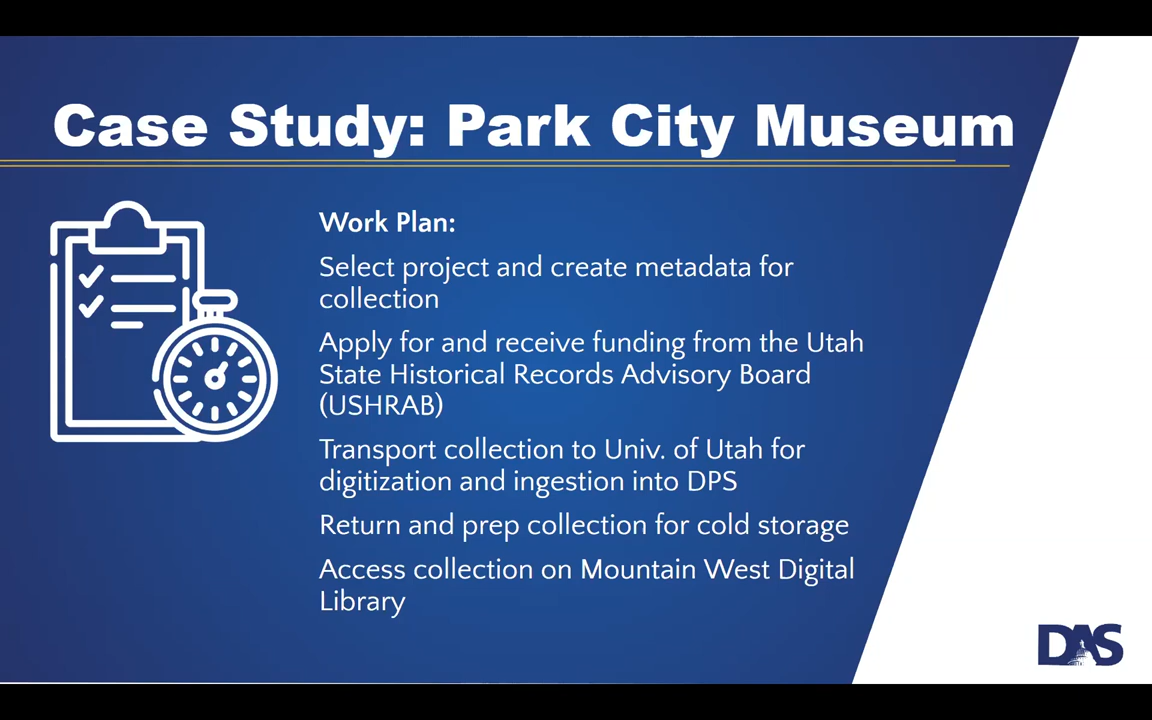 Case Study: Park City Museum
Work Plan:
Select project and create metadata for
collection
Apply for and receive funding from the Utah
State Historical Records Advisory Board
(USHRAB)
Transport collection to Univ. of Utah for
digitization and ingestion into DPS
Return and prep collection for cold storage
Access collection on Mountain West Digital
Library
DAS